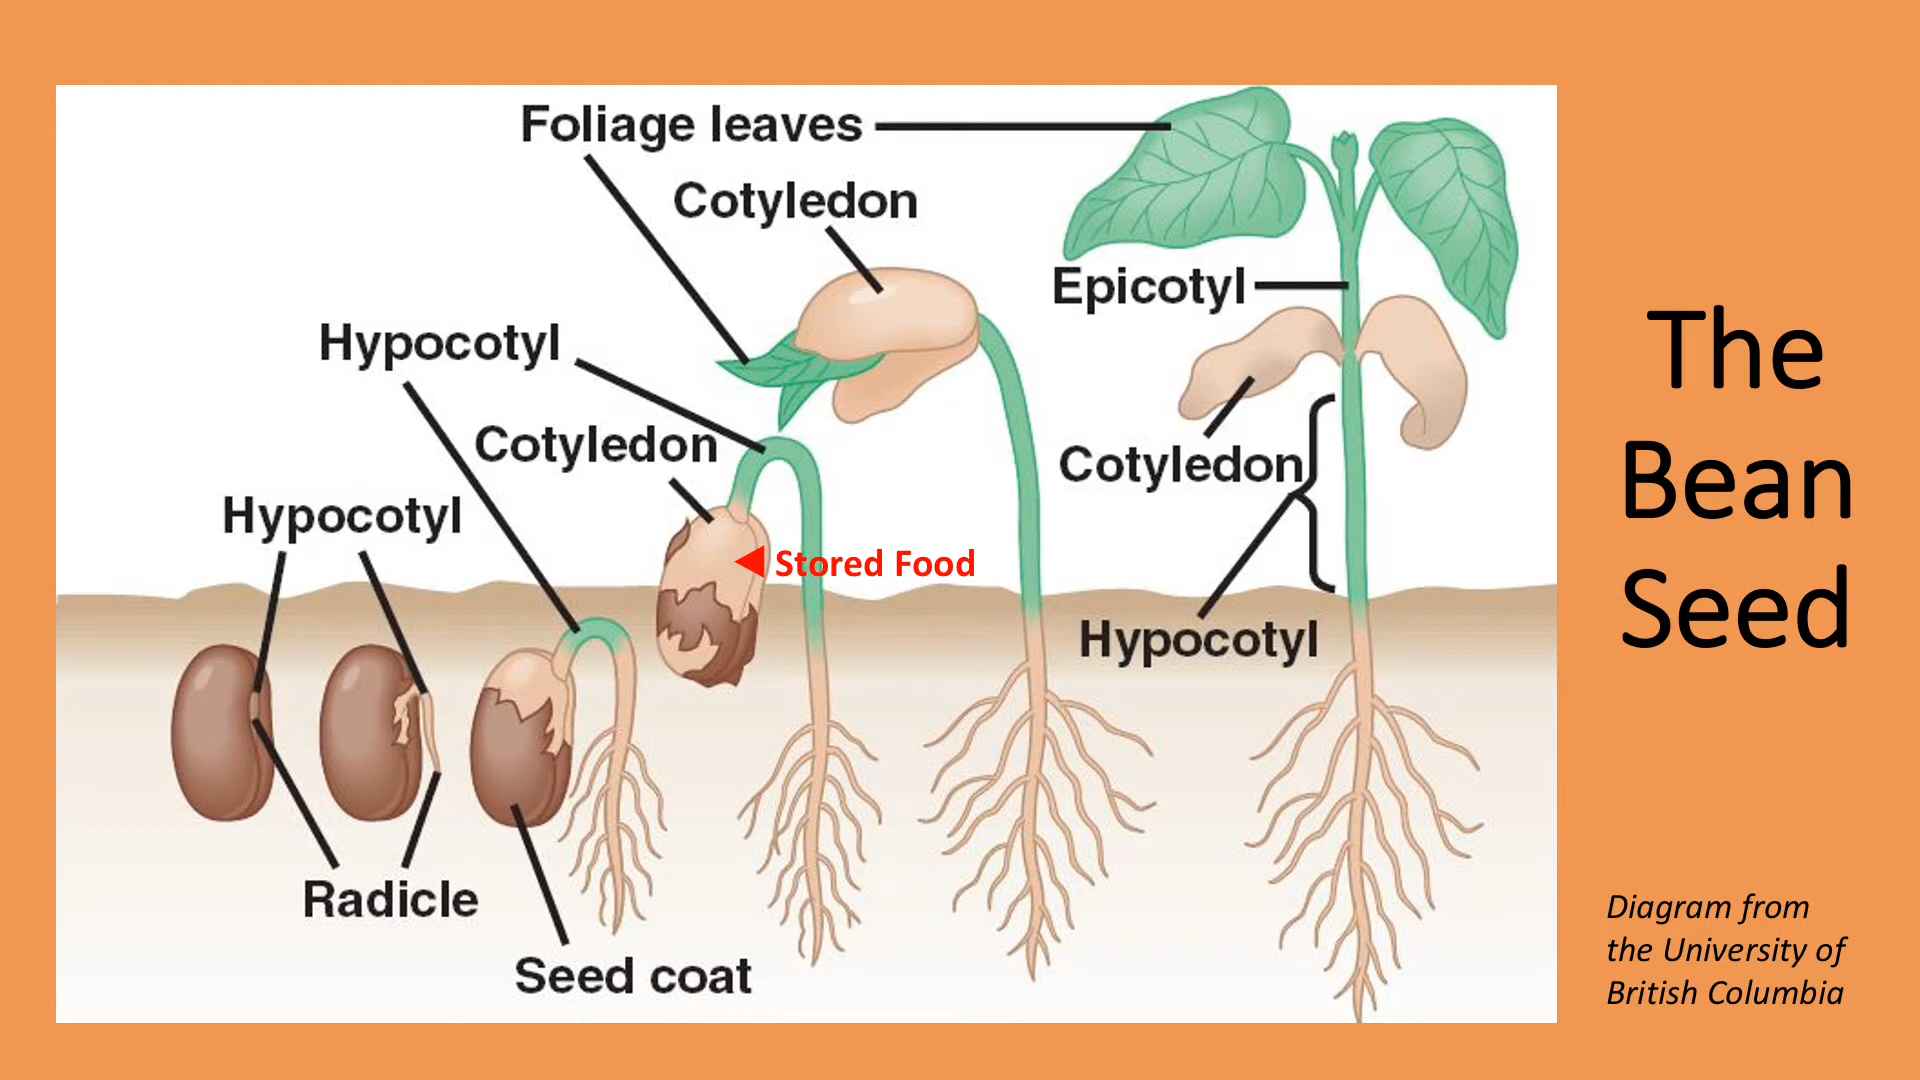 Foliage leaves
Cotyledon
Epicotyl
Hypocotyl
Cotyledon
Cotyledon
Hypocotyl
Stored Food
Hypocotyl
Radicle
Seed coat
The
Bean
Seed
Diagram from
the University of
British Columbia